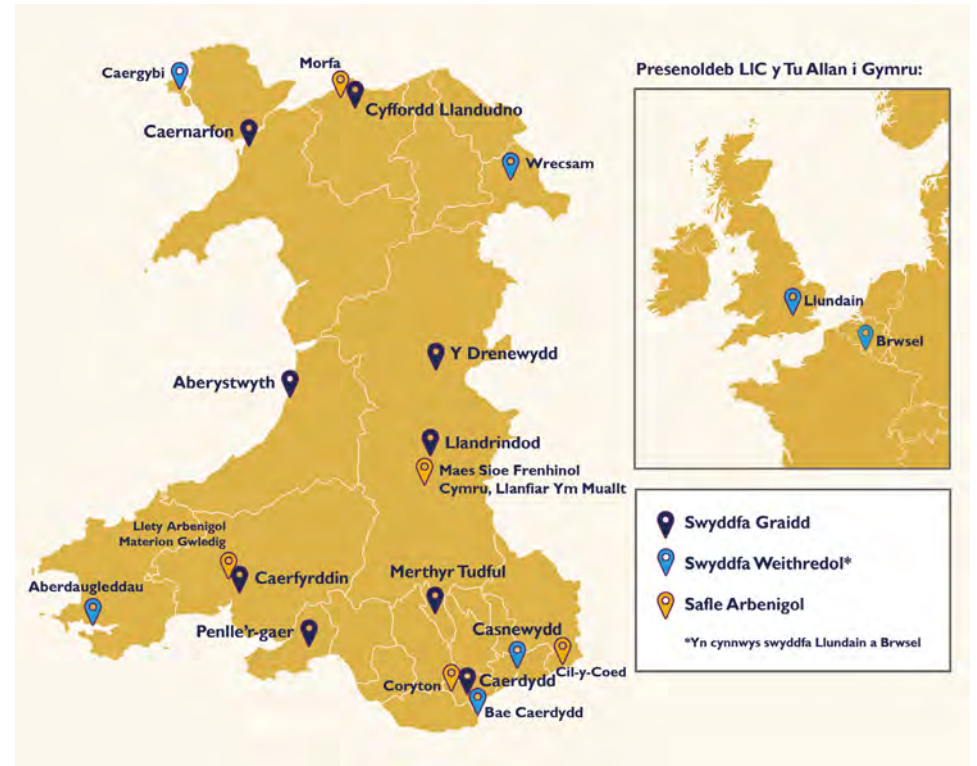 Morfa
Caergybi
Cyffordd Llandudno
Caernarfon
Wrecsam
Y Drenewydd
Aberystwyth
Llandrindod
Maes Sioe Frenhinol
Cymru, Llanfiar Ym Muallt
Llety Arbenigol
Materion Gwledig
Caerfyrddin
Merthyr Tudful
Aberdaugleddau
Penlle'r-gaer
Casnewydd
Cil-y-Coed
Caerdydd
Coryton
Bae Caerdydd
Presenoldeb LIC y Tu Allan i Gymru:
Llundain
Brwsel
Swyddfa Graidd
Swyddfa Weithredol*
Safle Arbenigol
*Yn cynnwys swyddfa Llundain a Brwsel